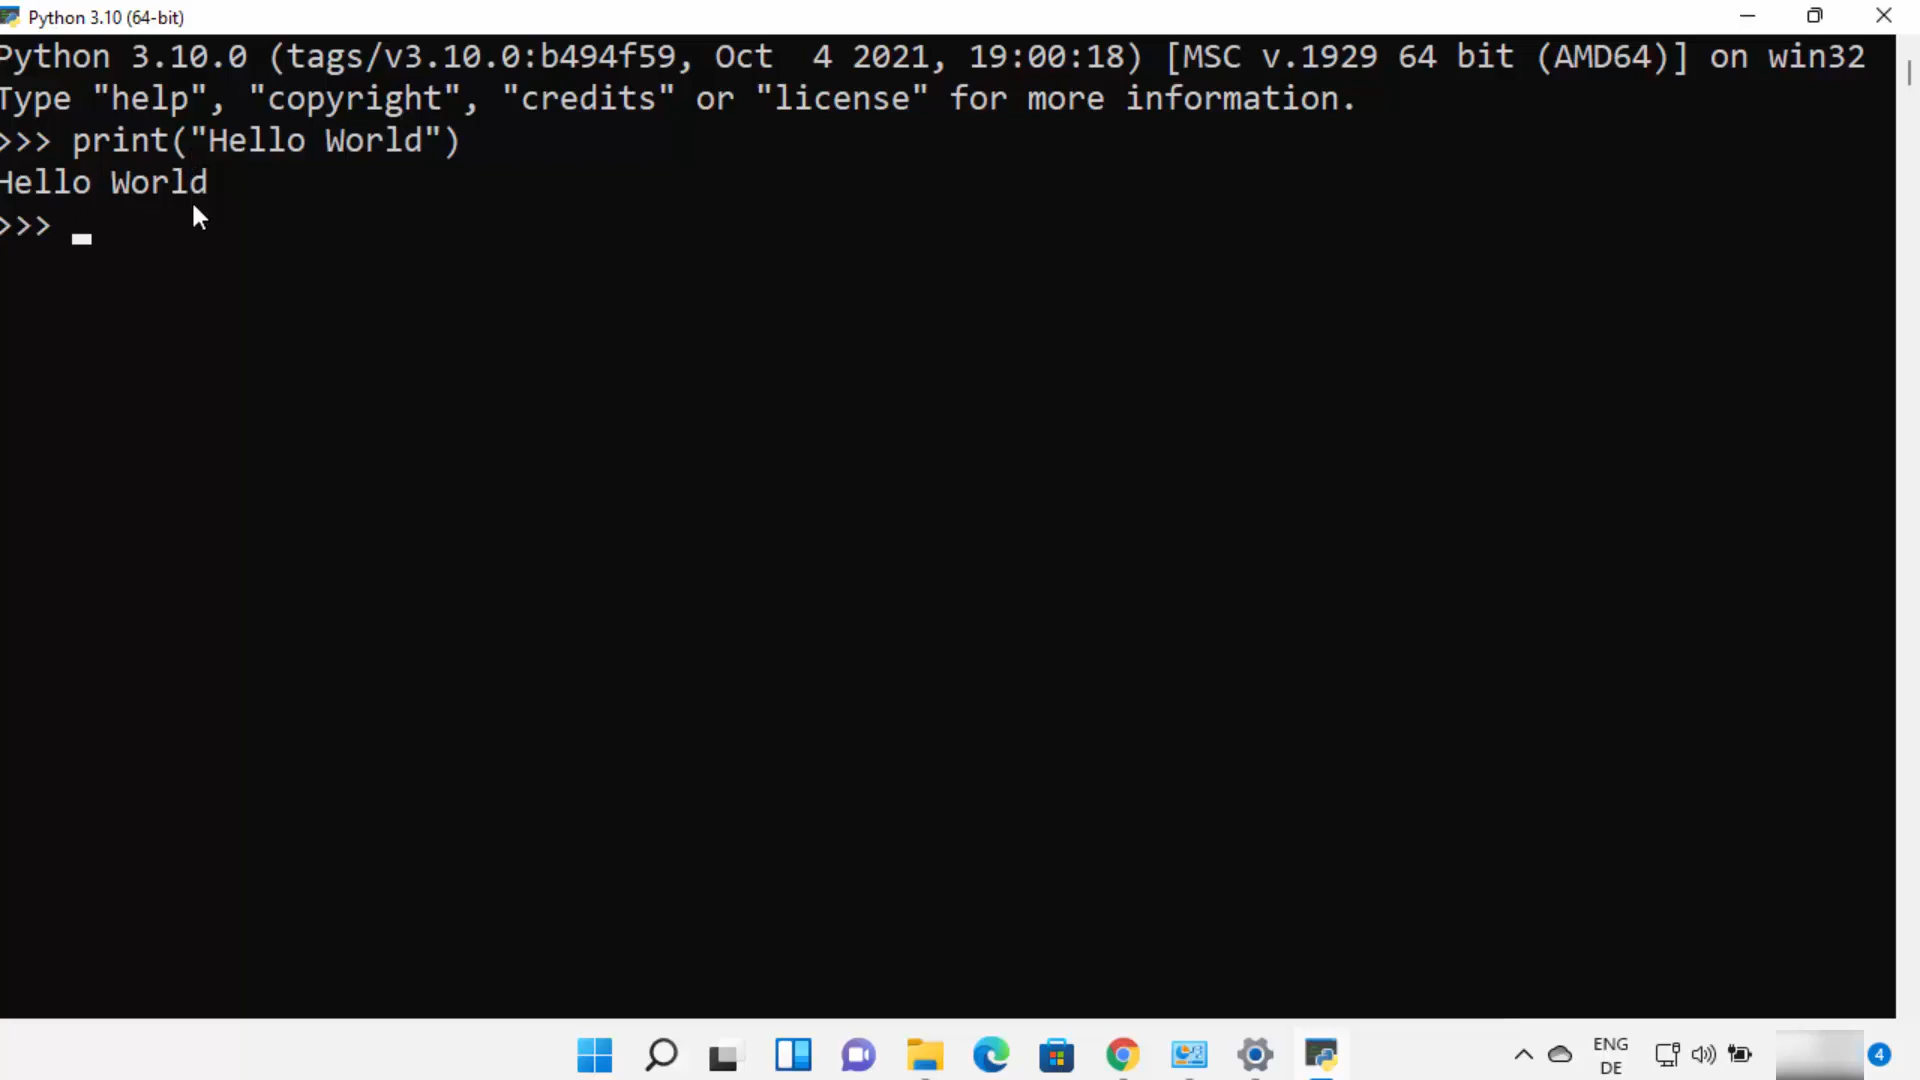 Python 3.10 (64-bit)
Python 3.10.0 (tags/v3.10.0:b494f59, Oct  4 2021, 19:00:18) [MSC v.1929 64 bit (AMD64)] on win32
Type "help", "copyright", "credits" or "license" for more information.
>>> print("Hello World")
Hello World
>>>
ENG
DE
4